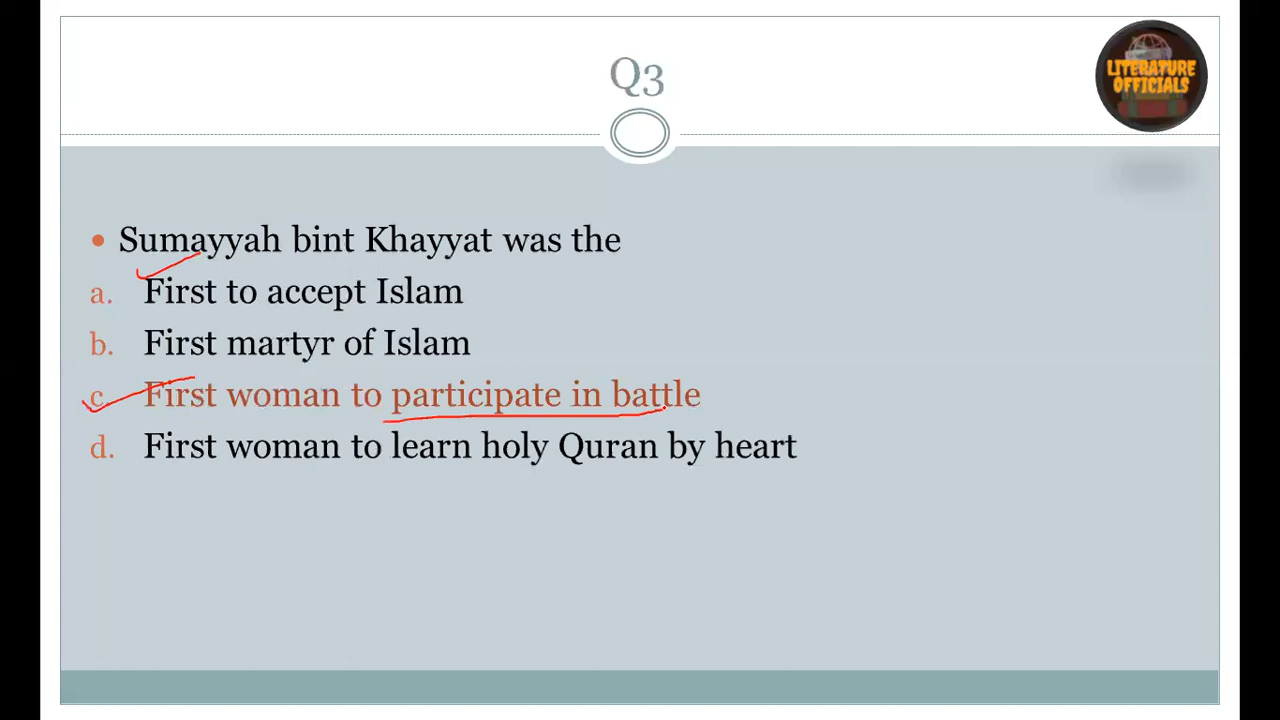 Q3
LITERATURE
OFFICIALS
• Sumayyah bint Khayyat was the
a. First to accept Islam
b. First martyr of Islam
c. First woman to participate in battle
d. First woman to learn holy Quran by heart